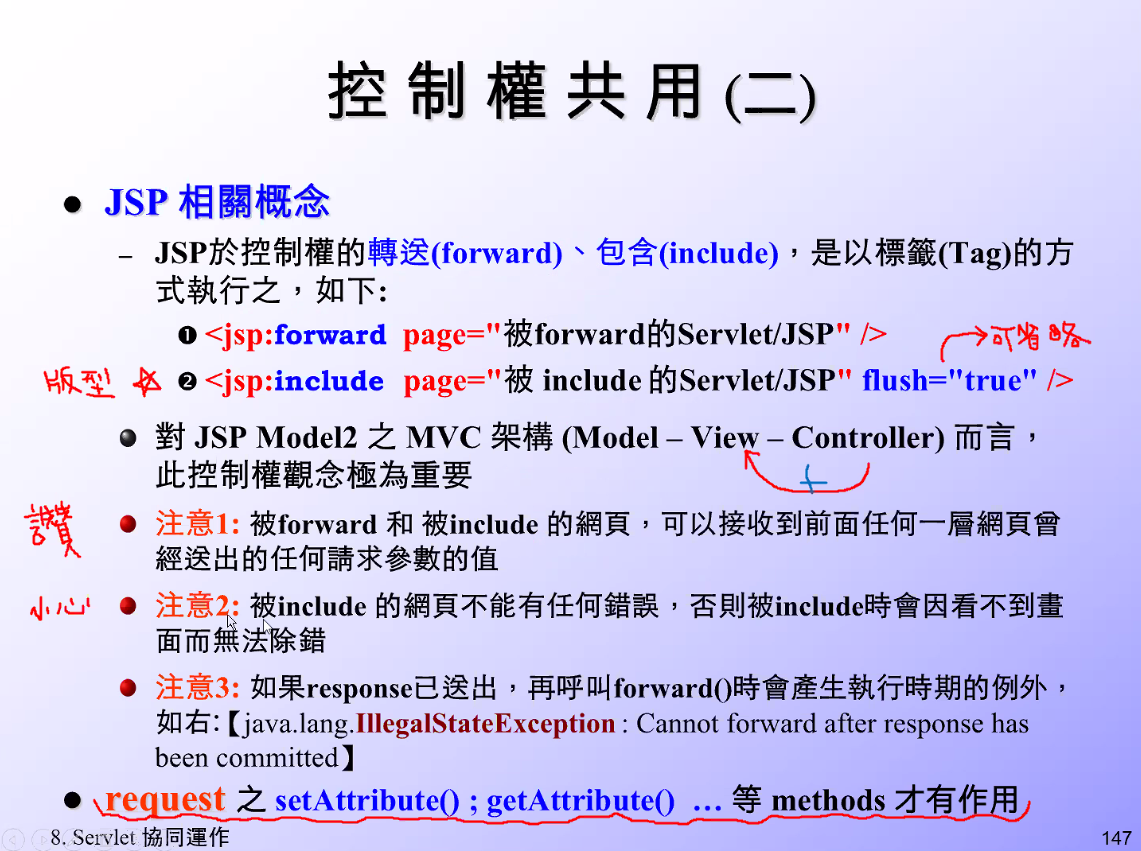 控制權共用(二)
● JSP 相關概念
– JSP於控制權的轉送(forward)、包含(include)，是以標籤(Tag)的方
式執行之，如下:
❶ <jsp:forward page="被forward的Servlet/JSP" />
可省略
版型 ☆ ❷ <jsp:include page="被 include 的Servlet/JSP" flush="true" />
對 JSP Model2 之 MVC 架構 (Model – View – Controller) 而言，
此控制權觀念極為重要
讚 注意1: 被forward 和 被include 的網頁，可以接收到前面任何一層網頁曾
經送出的任何請求參數的值
小心 注意2: 被include 的網頁不能有任何錯誤，否則被include時會因看不到畫
面而無法除錯
注意3: 如果response已送出，再呼叫forward()時會產生執行時期的例外，
如右:【java.lang.IllegalStateException : Cannot forward after response has
been committed】
● request 之 setAttribute() ; getAttribute() … 等 methods 才有作用
8. Servlet 協同運作
147